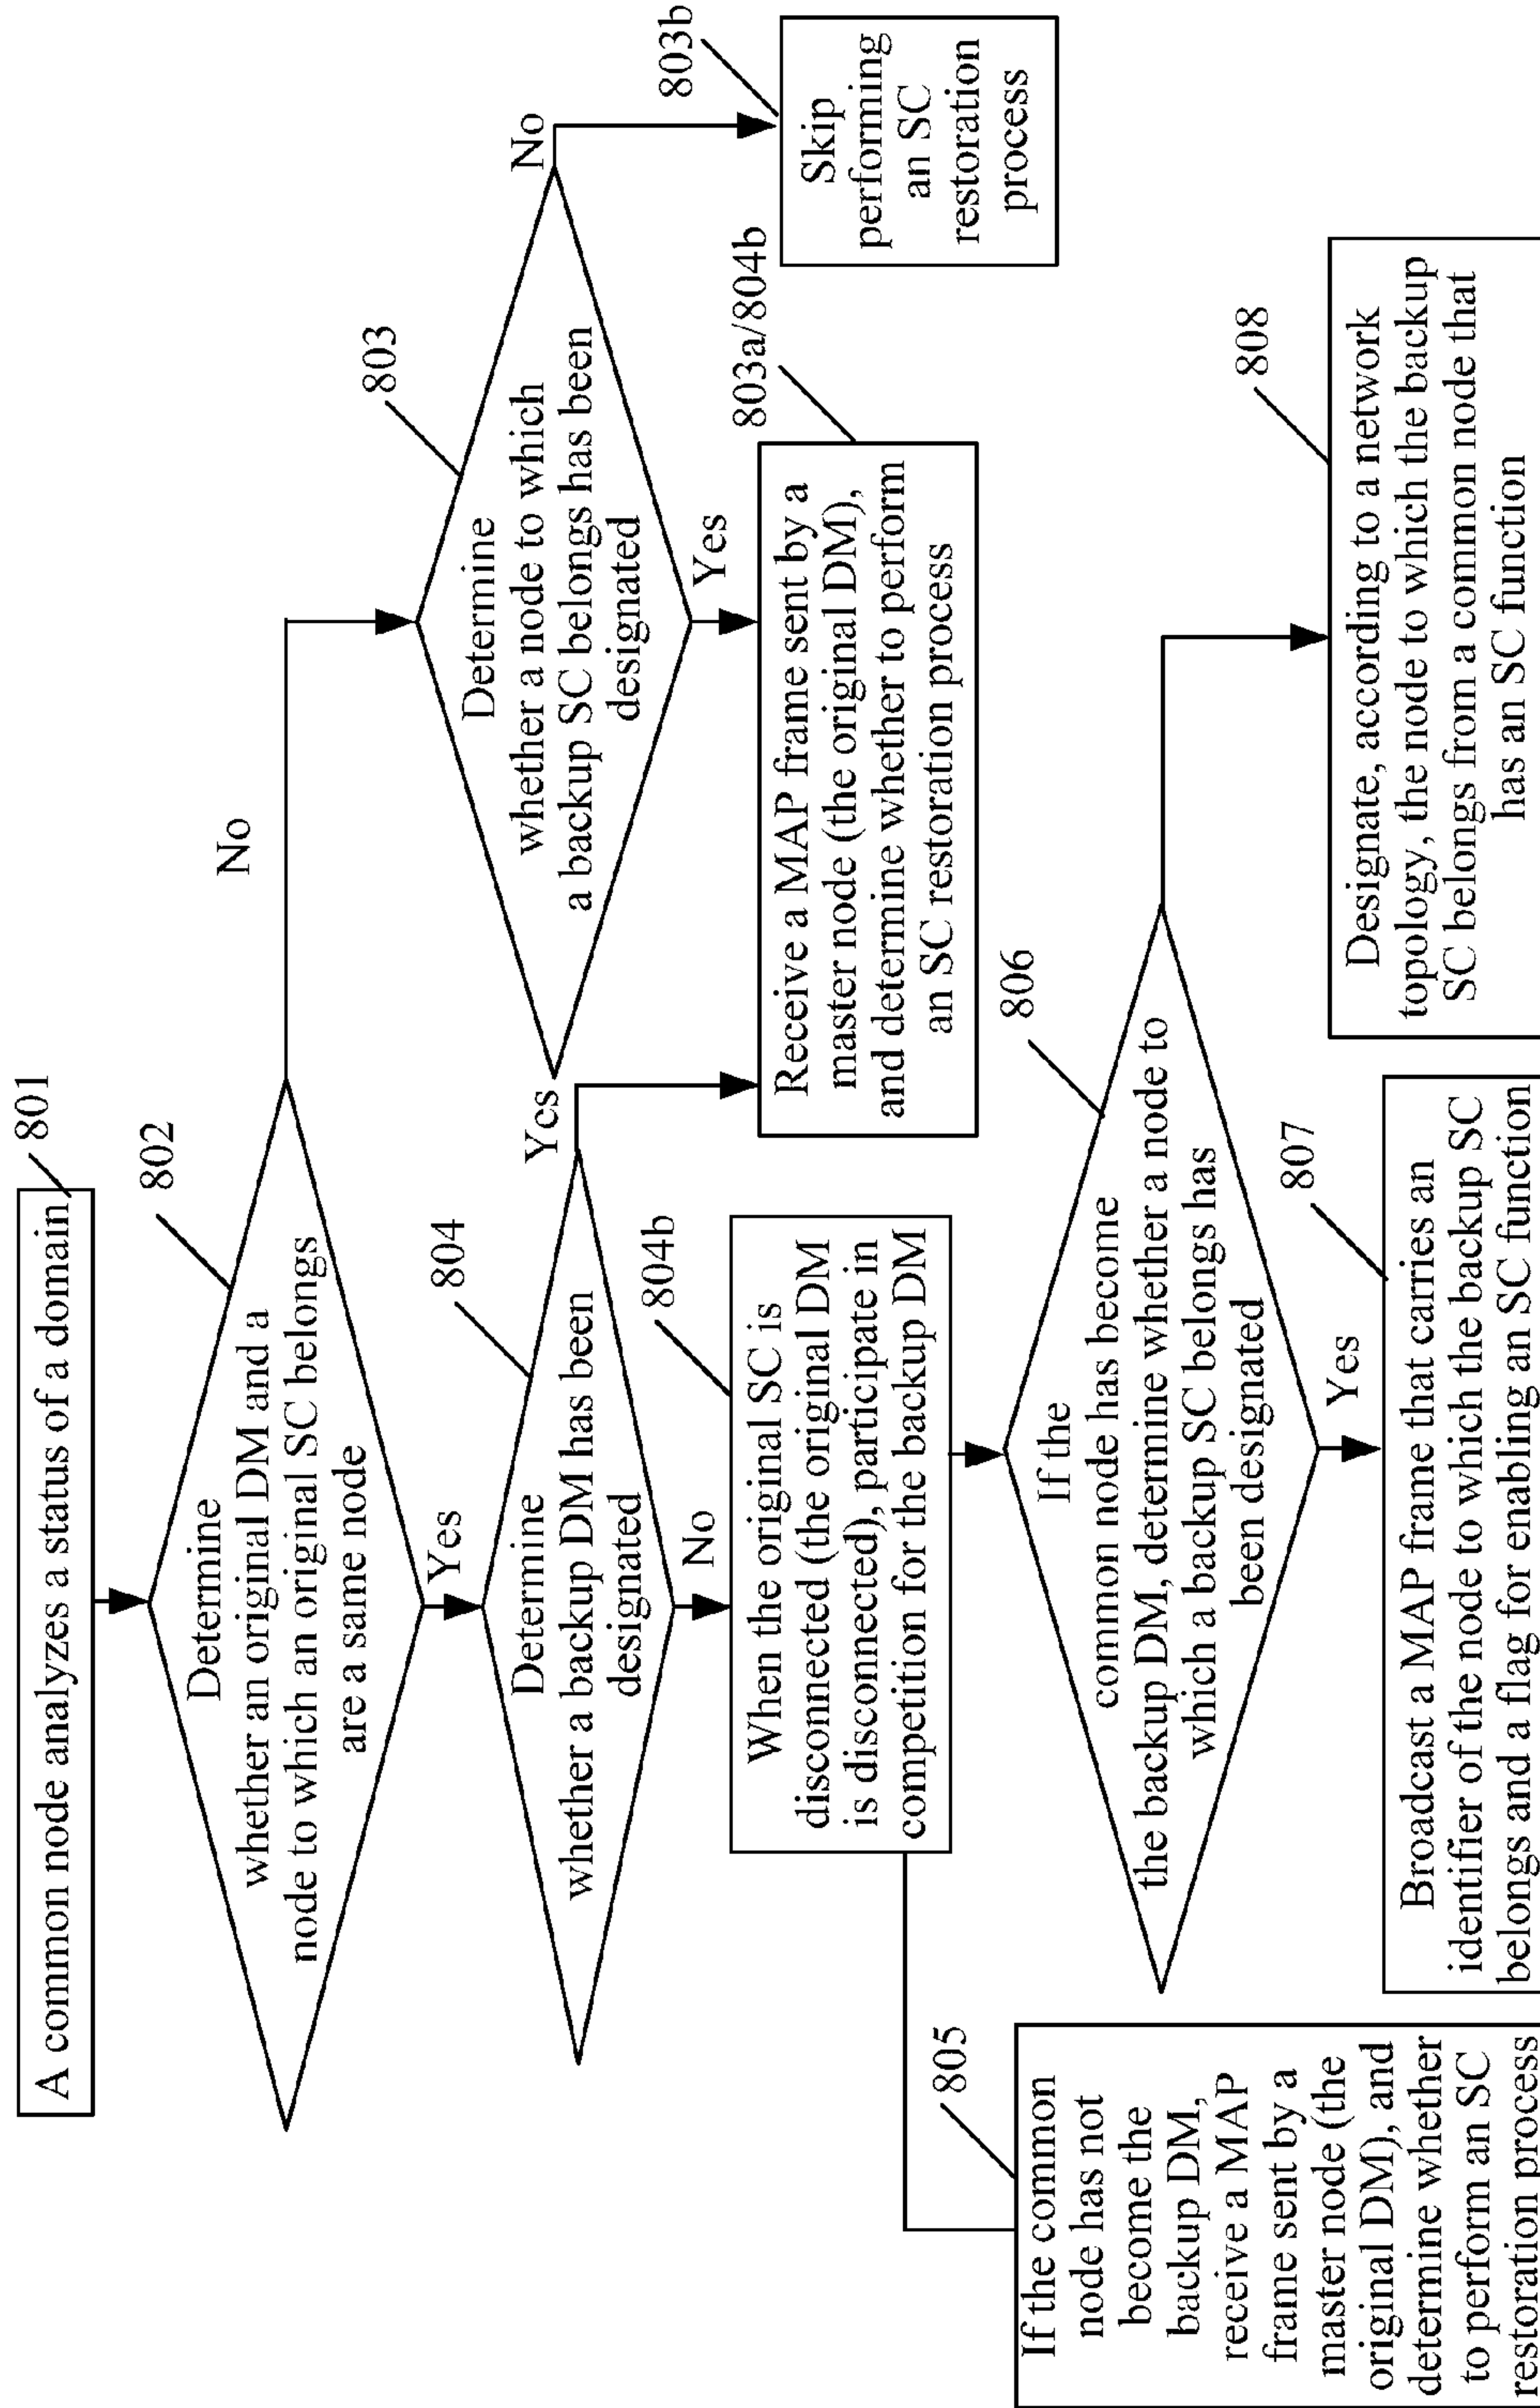 A common node analyzes a status of a domain
801
Determine
whether an original DM and a
node to which an original SC belongs
are a same node
802
No
Yes
Determine
whether a node to which
a backup SC belongs has been
designated
803
No
Yes
Skip
performing
an SC
restoration
process
803b
Determine
whether a backup DM has been
designated
804
Ycs
No
Receive a MAP frame sent by a
master node (the original DM),
and determine whether to perform
an SC restoration process
803a/804b
When the original SC is
disconnected (the original DM
is disconnected), participate in
competition for the backup DM
804b
If the common
node has not
become the
backup DM,
receive a MAP
frame sent by a
master node (the
original DM), and
determine whether
to perform an SC
restoration process
805
If the
common node has become
the backup DM, determine whether a node to
which a backup SC belongs has
been designated
806
Yes
Broadcast a MAP frame that carries an
identifier of the node to which the backup SC
belongs and a flag for enabling an SC function
807
Designate, according to a network
topology, the node to which the backup
SC belongs from a common node that
has an SC function
808